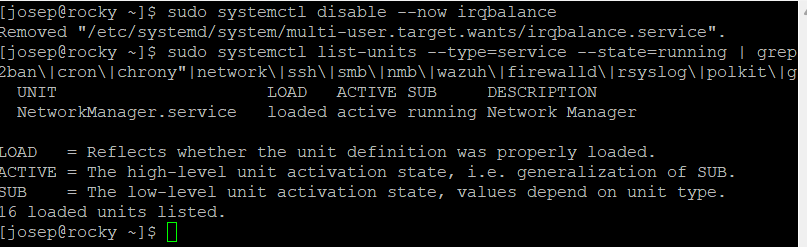 [josep@rocky ~]$ sudo systemctl disable --now irqbalance
Removed "/etc/systemd/system/multi-user.target.wants/irqbalance.service".
[josep@rocky ~]$ sudo systemctl list-units --type=service --state=running | grep
2ban\|cron\|chrony"|network\|ssh\|smb\|nmb\|wazuh\|firewalld\|rsyslog\|polkit\|g
  UNIT                   LOAD   ACTIVE SUB     DESCRIPTION
  NetworkManager.service   loaded active running Network Manager

LOAD   = Reflects whether the unit definition was properly loaded.
ACTIVE = The high-level unit activation state, i.e. generalization of SUB.
SUB    = The low-level unit activation state, values depend on unit type.
16 loaded units listed.
[josep@rocky ~]$